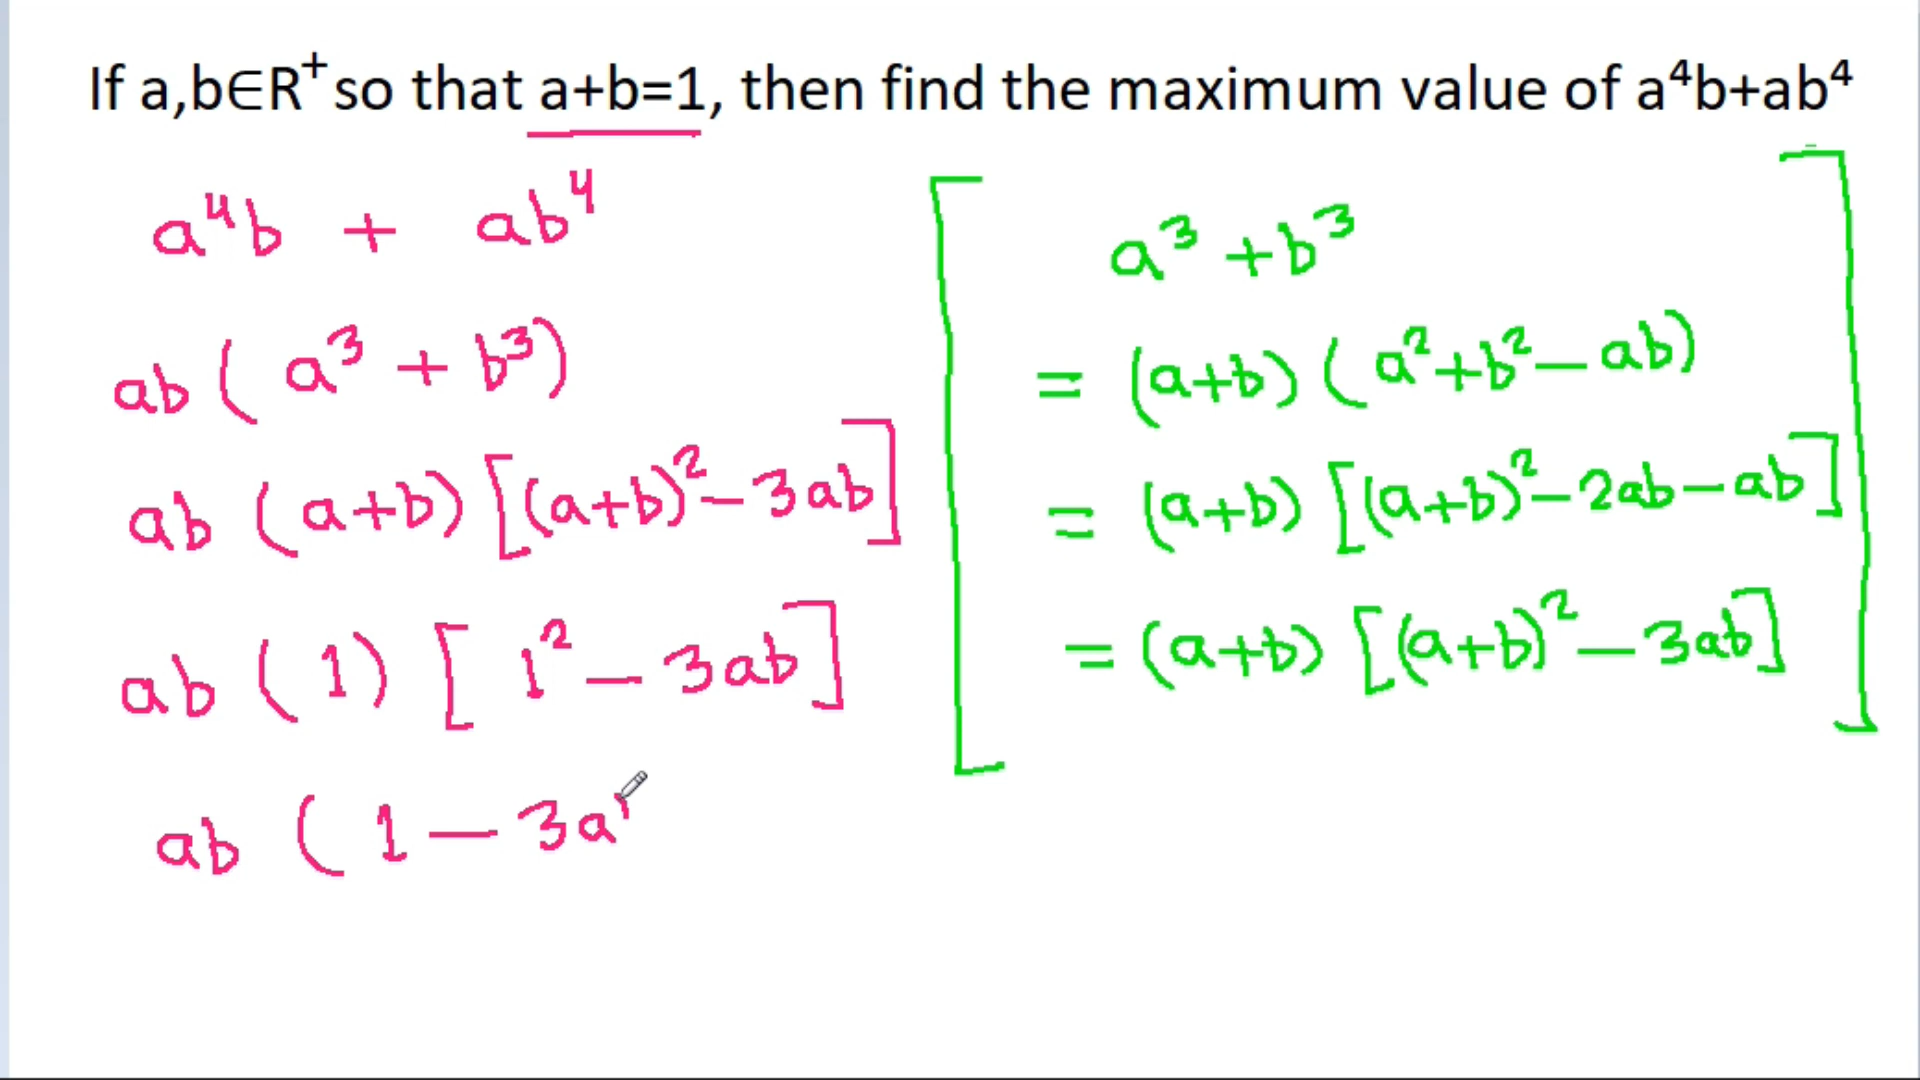 If a,b∈R⁺ so that a+b=1, then find the maximum value of a⁴b+ab⁴
a⁴b + ab⁴
ab ( a³ + b³)
ab (a+b) [(a+b)² - 3ab]
ab (1) [ 1² - 3ab]
ab ( 1 - 3a
a³ + b³
= (a+b) ( a² + b² - ab)
= (a+b) [(a+b)² - 2ab - ab]
= (a+b) [(a+b)² - 3ab]